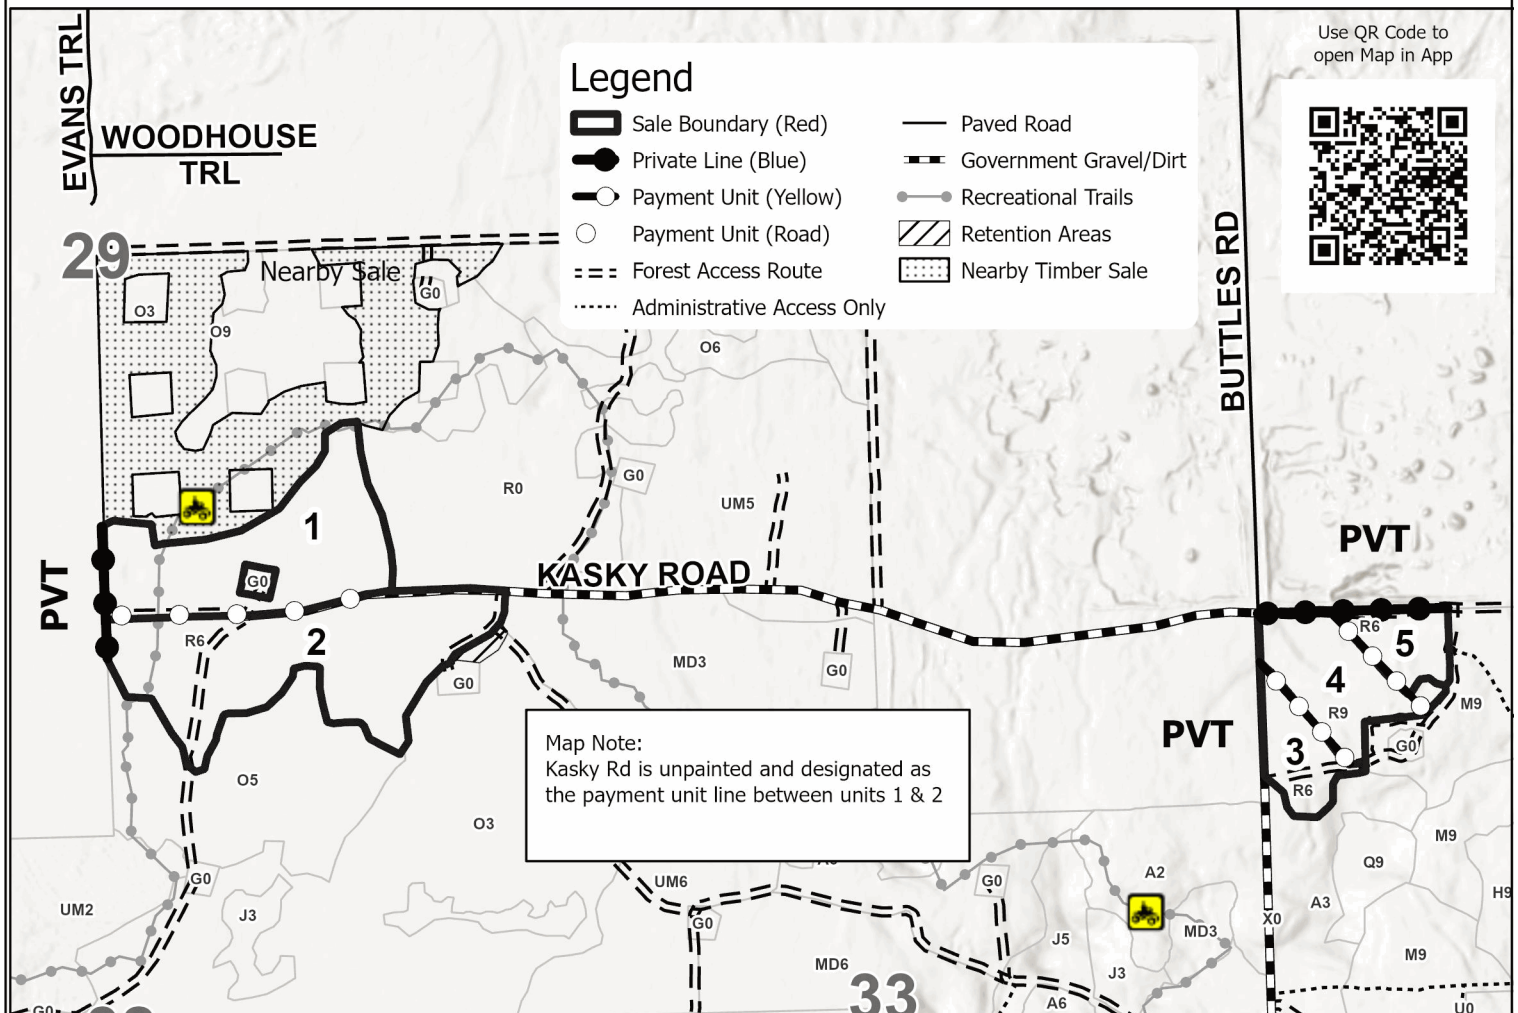 Use QR Code to
open Map in App
EVANS TRL
WOODHOUSE
TRL
Legend
Sale Boundary (Red)
Private Line (Blue)
Payment Unit (Yellow)
Payment Unit (Road)
Forest Access Route
Administrative Access Only
Paved Road
Government Gravel/Dirt
Recreational Trails
Retention Areas
Nearby Timber Sale
BUTTLES RD
29
Nearby Sale
G0
O3
O9
O6
R0
G0
UM5
1
PVT
G0
KASKY ROAD
PVT
R6
2
R6
5
MD3
G0
G0
4
R9
M9
PVT
3
G0
R6
Map Note:
Kasky Rd is unpainted and designated as
the payment unit line between units 1 & 2
O5
O3
M9
Q9
A2
G0
UM6
G0
H9
A3
UM2
J3
G0
X0
MD3
J5
M9
MD6
J3
33
A6
U0
G0